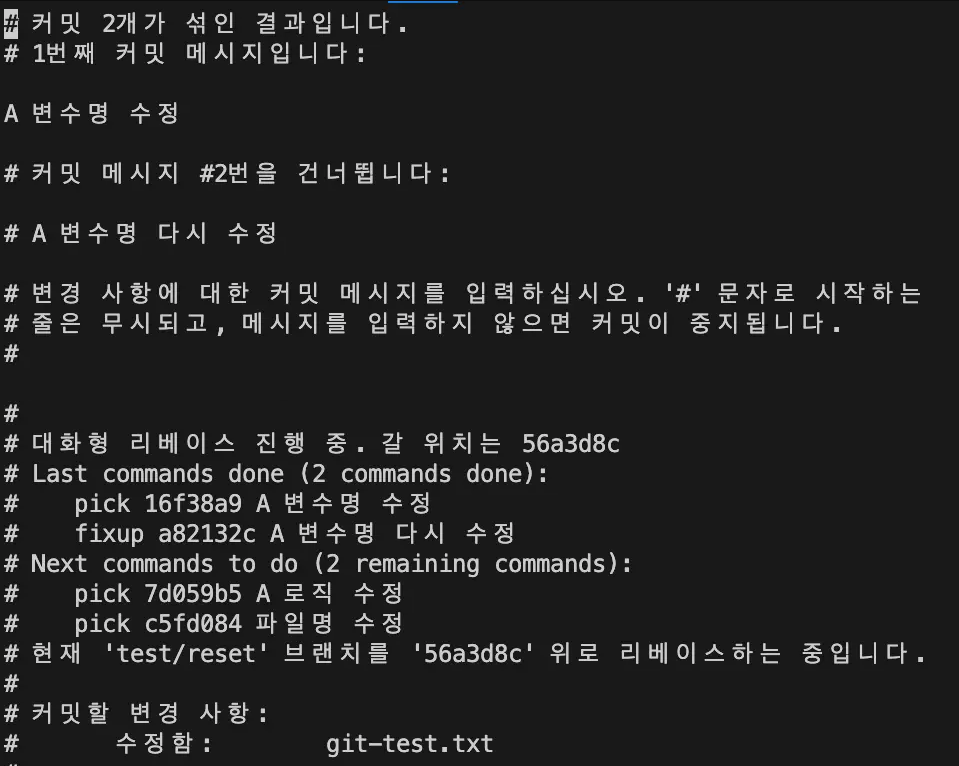 # 커밋 2개가 섞인 결과입니다.
# 1번째 커밋 메시지입니다:
A 변수명 수정
# 커밋 메시지 #2번을 건너뜁니다:
# A 변수명 다시 수정
# 변경 사항에 대한 커밋 메시지를 입력하십시오. '#' 문자로 시작하는
# 줄은 무시되고, 메시지를 입력하지 않으면 커밋이 중지됩니다.
#
#
# 대화형 리베이스 진행 중. 갈 위치는 56a3d8c
# Last commands done (2 commands done):
#    pick 16f38a9 A 변수명 수정
#    fixup a82132c A 변수명 다시 수정
# Next commands to do (2 remaining commands):
#    pick 7d059b5 A 로직 수정
#    pick c5fd084 파일명 수정
# 현재 'test/reset' 브랜치를 '56a3d8c' 위로 리베이스하는 중입니다.
#
# 커밋할 변경 사항:
#       수정함:        git-test.txt